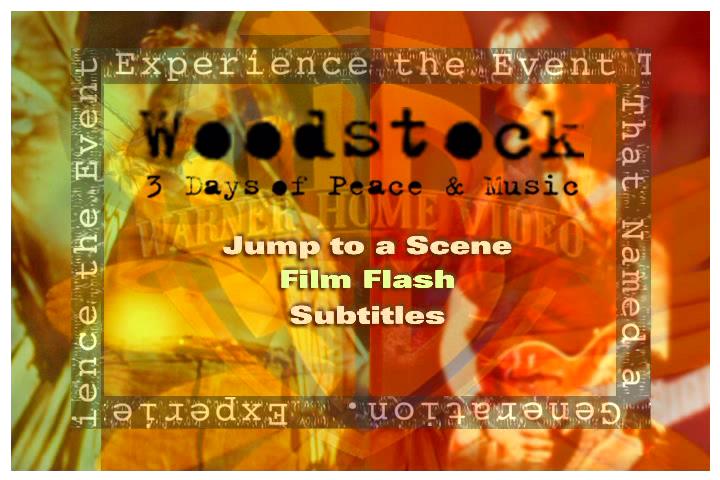 Experience the Event T
That Named a
Generation. Experie
ience the Event
Woodstock
3 Days of Peace & Music
WARNER HOME VIDEO
Jump to a Scene
Film Flash
Subtitles